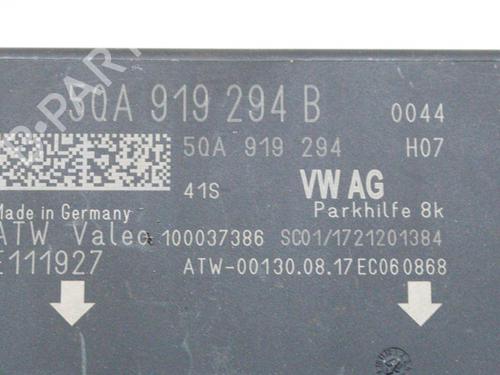 5QA 919 294 B 0044
5QA 919 294 H07
41S VW AG
Made in Germany Parkhilfe 8k
ATW Valeo 100037386 SC01/1721201384
E111927 ATW-00130.08.17EC060868